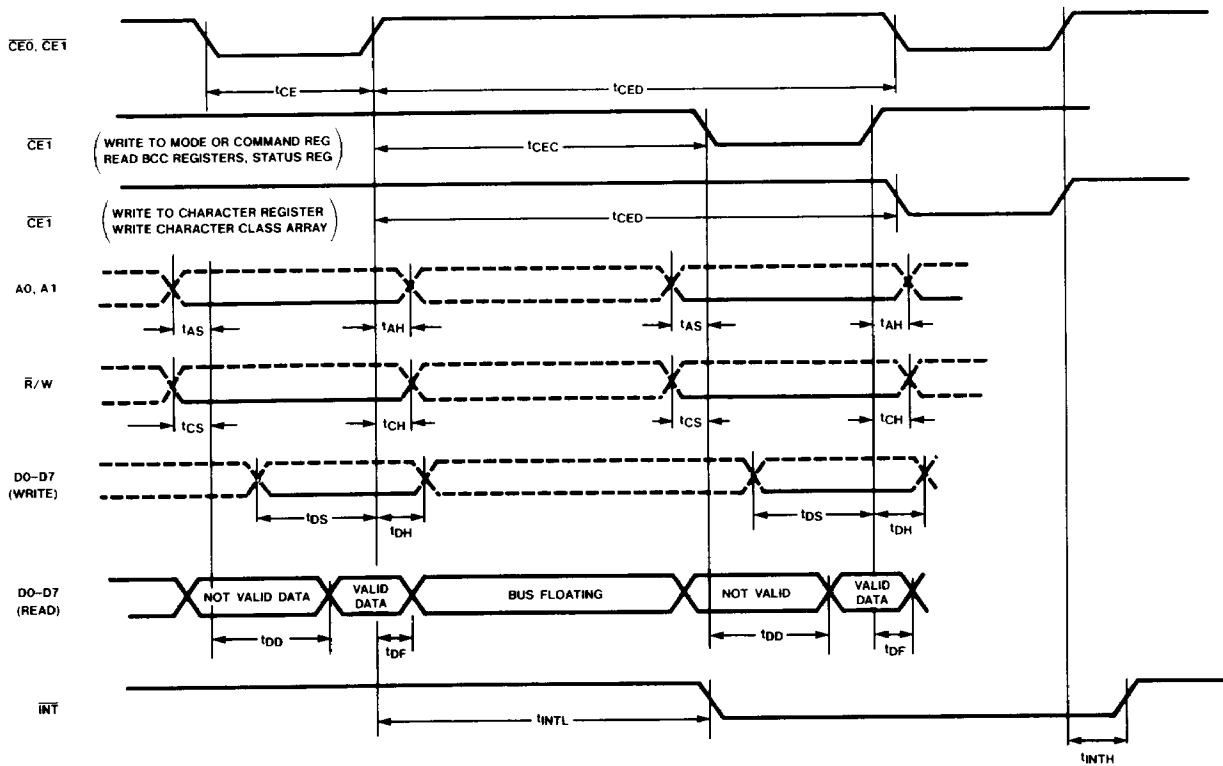 CE0, CE1
tCE
tCED
CE1
(WRITE TO MODE OR COMMAND REG
READ BCC REGISTERS, STATUS REG)
tCEC
CE1
(WRITE TO CHARACTER REGISTER
WRITE CHARACTER CLASS ARRAY)
tCED
A0, A1
tAS
tAH
tAS
tAH
R/W
tCS
tCH
tCS
tCH
D0-D7
(WRITE)
tDS
tDH
tDS
tDH
D0-D7
(READ)
NOT VALID DATA
VALID
DATA
BUS FLOATING
NOT VALID
VALID
DATA
tDD
tDF
tDD
tDF
INT
tINTL
tINTH